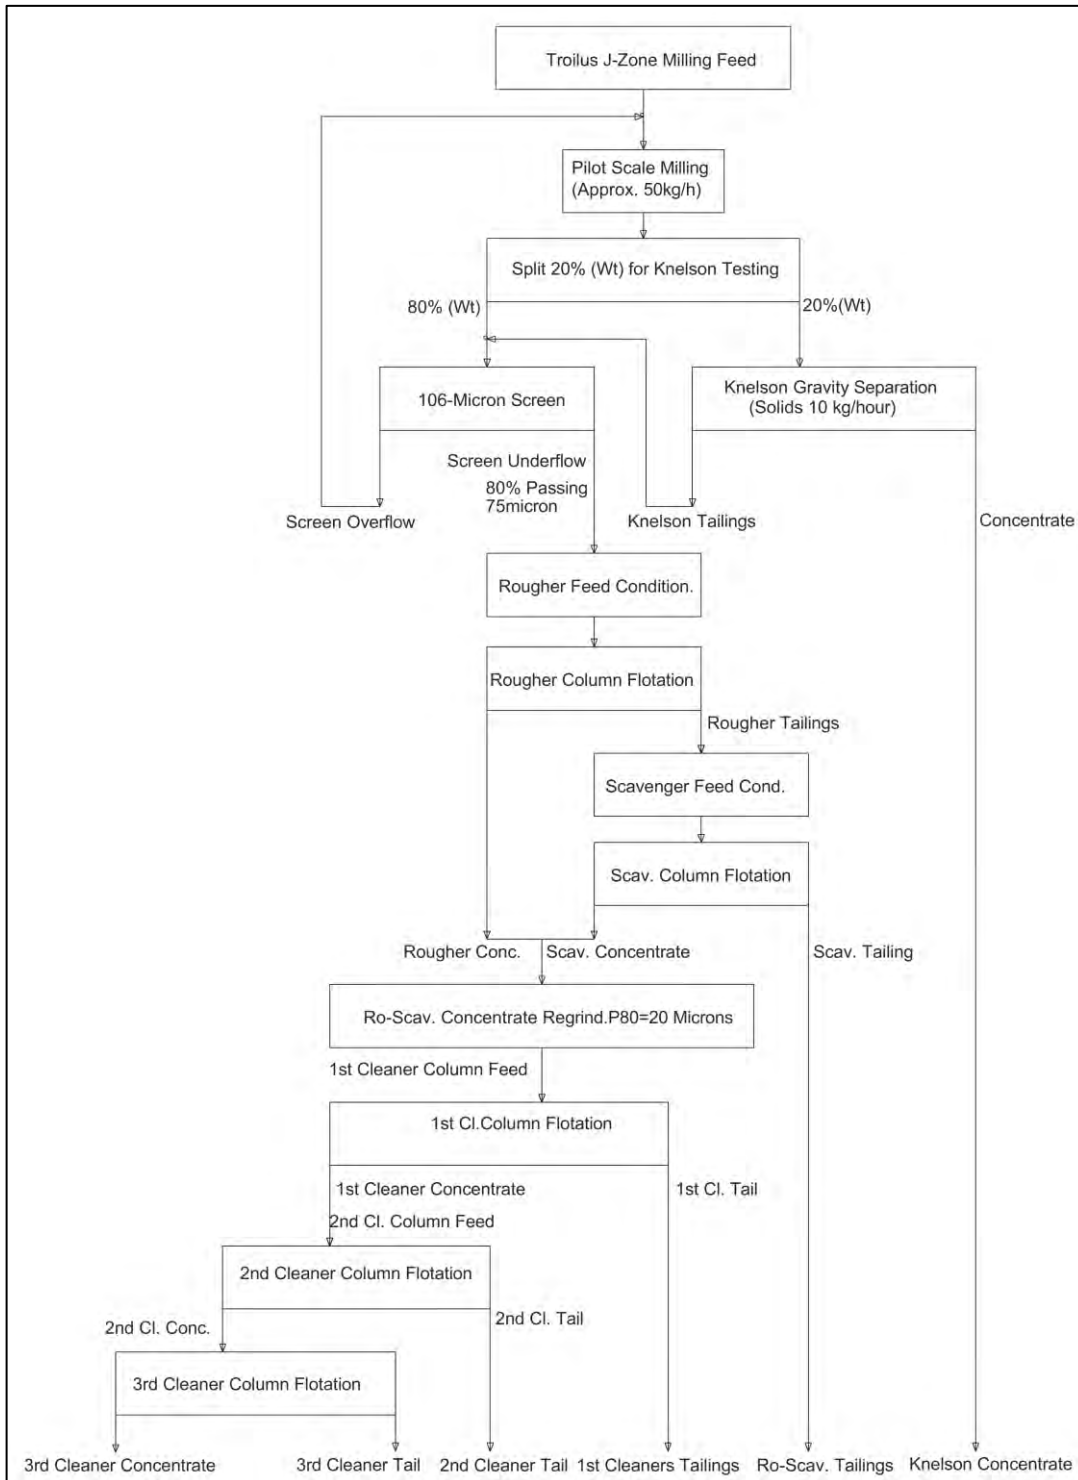 Troilus J-Zone Milling Feed
Pilot Scale Milling
(Approx. 50kg/h)
Split 20% (Wt) for Knelson Testing
80% (Wt)
20%(Wt)
106-Micron Screen
Knelson Gravity Separation
(Solids 10 kg/hour)
Screen Underflow
80% Passing
75micron
Screen Overflow
Knelson Tailings
Concentrate
Rougher Feed Condition.
Rougher Column Flotation
Rougher Tailings
Scavenger Feed Cond.
Scav. Column Flotation
Rougher Conc.
Scav. Concentrate
Scav. Tailing
Ro-Scav. Concentrate Regrind.P80=20 Microns
1st Cleaner Column Feed
1st Cl.Column Flotation
1st Cleaner Concentrate
1st Cl. Tail
2nd Cl. Column Feed
2nd Cleaner Column Flotation
2nd Cl. Tail
2nd Cl. Conc.
3rd Cleaner Column Flotation
3rd Cleaner Concentrate
3rd Cleaner Tail
2nd Cleaner Tail
1st Cleaners Tailings
Ro-Scav. Tailings
Knelson Concentrate